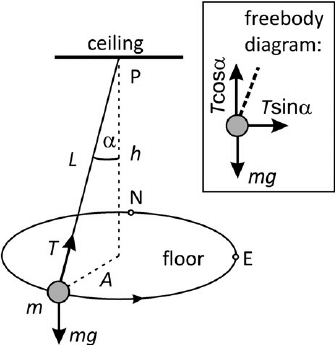 ceiling
P
α
L
h
N
T
floor
E
A
m
mg
freebody
diagram:
Tcosα
Tsinα
mg